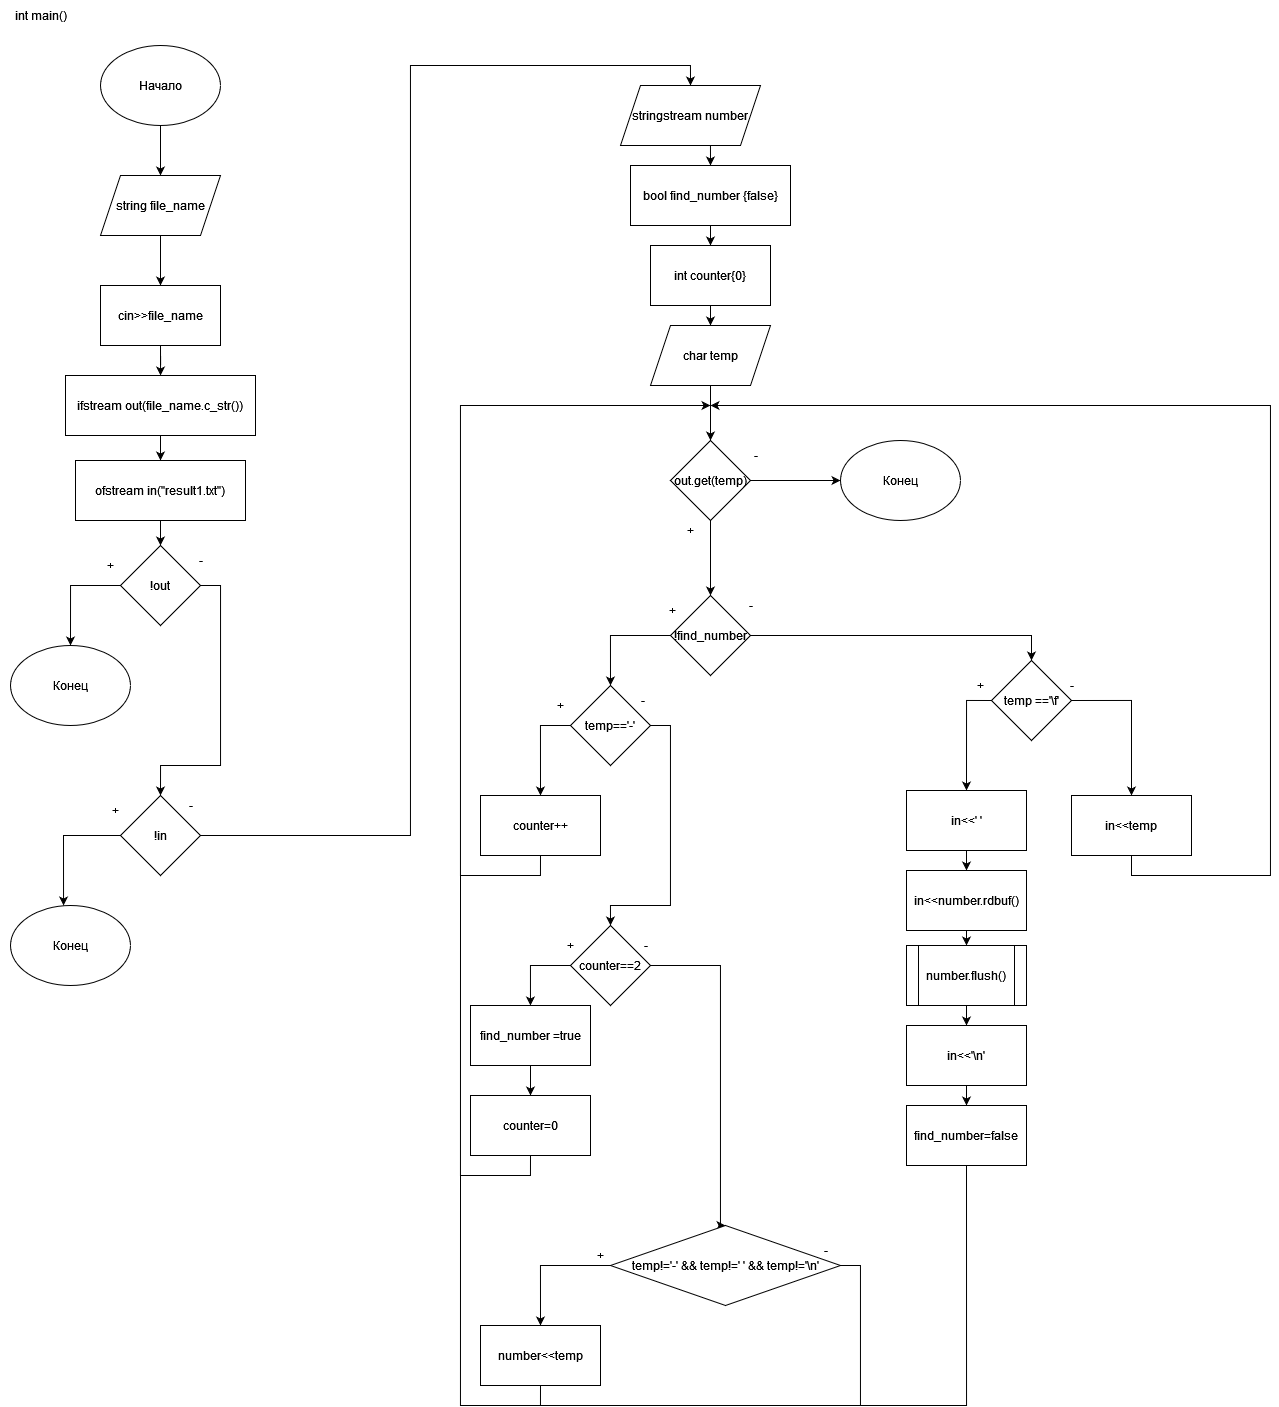 int main()
Начало
string file_name
cin>>file_name
ifstream out(file_name.c_str())
ofstream in("result1.txt")
+
-
!out
Конец
+
-
!in
Конец
stringstream number
bool find_number {false}
int counter{0}
char temp
-
out.get(temp)
Конец
+
+
-
!find_number
+
-
temp=='-'
counter++
+
-
counter==2
find_number =true
counter=0
+
-
temp!='-' && temp!=' ' && temp!='\n'
number<<temp
+
-
temp =='\f'
in<<' '
in<<temp
in<<number.rdbuf()
number.flush()
in<<'\n'
find_number=false